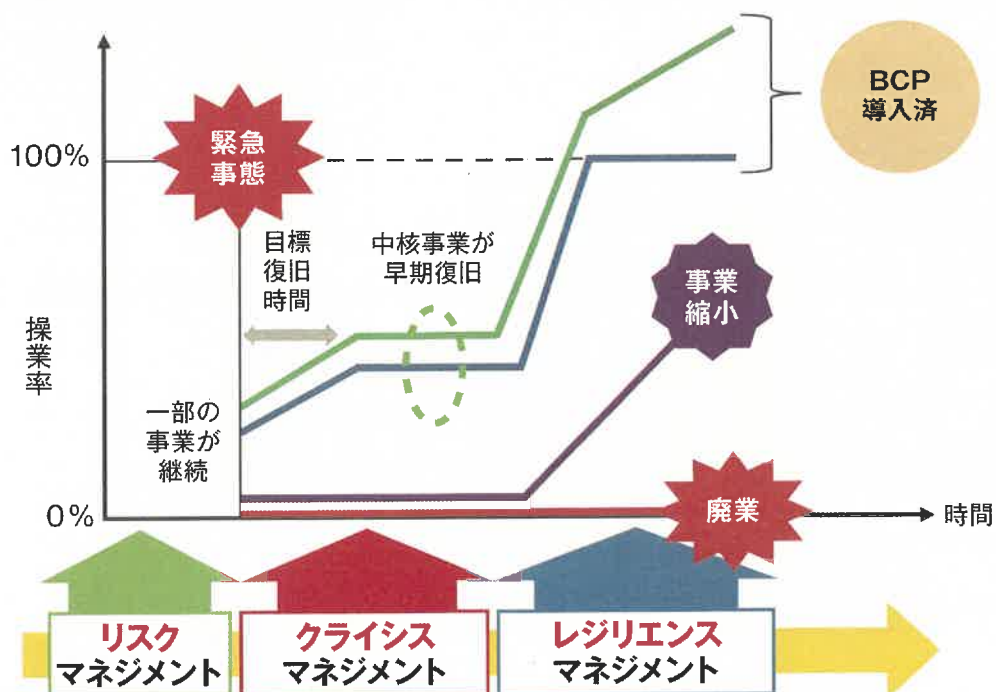 BCP
導入済
緊急
事態
100%
目標
復旧
時間
中核事業が
早期復旧
事業
縮小
操業率
一部の
事業が
継続
0%
廃業
時間
リスク
マネジメント
クライシス
マネジメント
レジリエンス
マネジメント